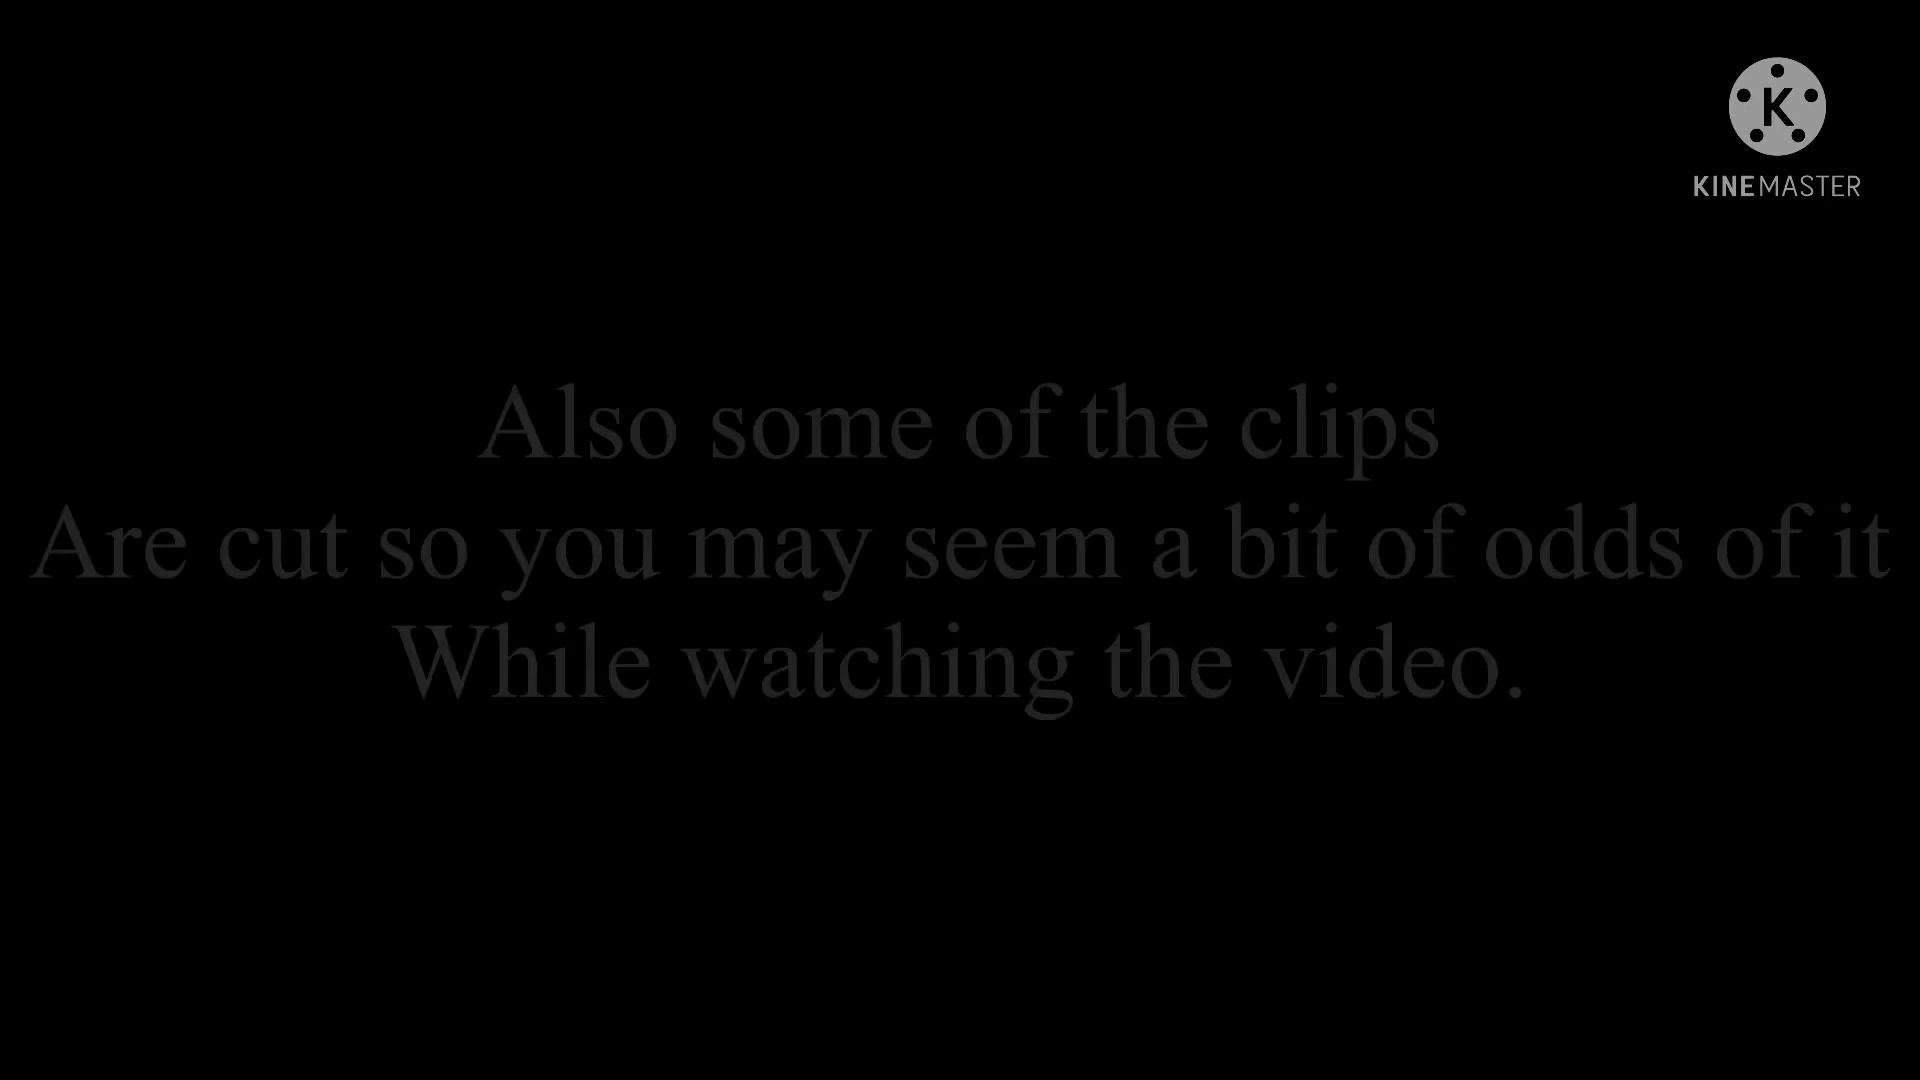 K
KINEMASTER
Also some of the clips
Are cut so you may seem a bit of odds of it
While watching the video.